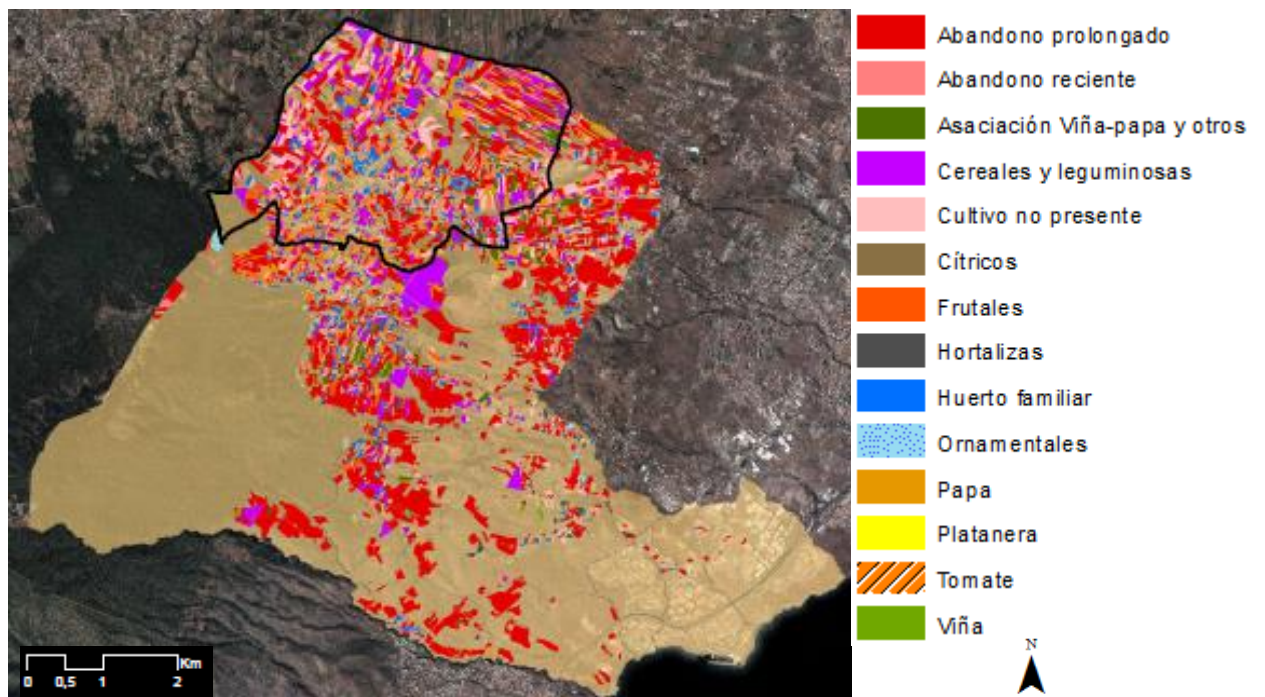 Abandono prolongado
Abandono reciente
Asaciación Viña-papa y otros
Cereales y leguminosas
Cultivo no presente
Cítricos
Frutales
Hortalizas
Huerto familiar
Ornamentales
Papa
Platanera
Tomate
Viña
N
Km
0 0,5 1 2